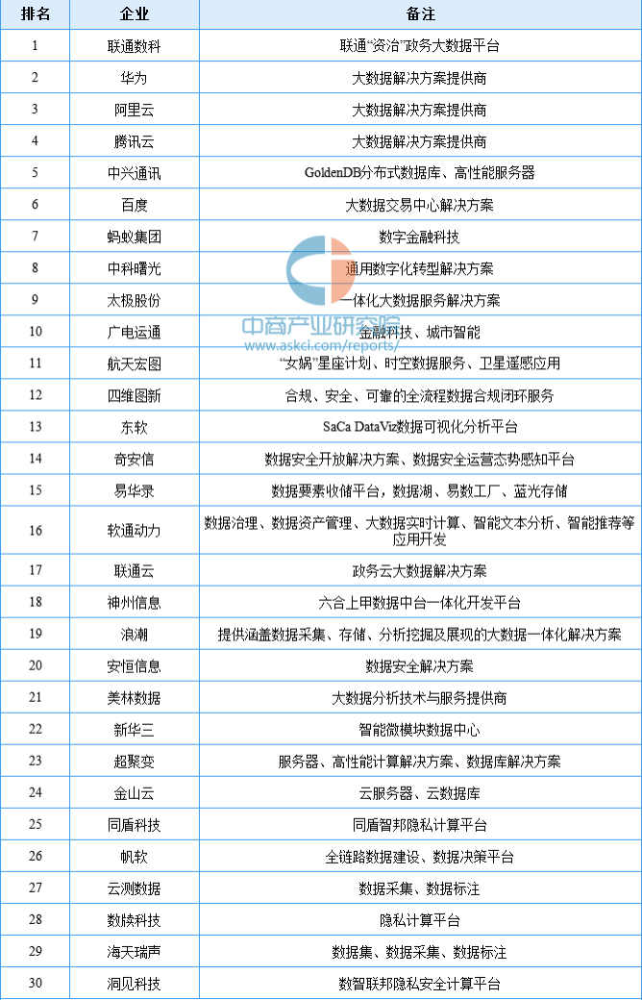 排名 企业 备注
1 联通数科 联通“资治”政务大数据平台
2 华为 大数据解决方案提供商
3 阿里云 大数据解决方案提供商
4 腾讯云 大数据解决方案提供商
5 中兴通讯 GoldenDB分布式数据库、高性能服务器
6 百度 大数据交易中心解决方案
7 蚂蚁集团 数字金融科技
8 中科曙光 通用数字化转型解决方案
9 太极股份 一体化大数据服务解决方案
中商产业研究院
10 广电运通 金融科技、城市智能
www.askci.com/reports/
11 航天宏图 “女娲”星座计划、时空数据服务、卫星遥感应用
12 四维图新 合规、安全、可靠的全流程数据合规闭环服务
13 东软 SaCa DataViz数据可视化分析平台
14 奇安信 数据安全开放解决方案、数据安全运营态势感知平台
15 易华录 数据要素收储平台，数据湖、易数工厂、蓝光存储
16 软通动力 数据治理、数据资产管理、大数据实时计算、智能文本分析、智能推荐等
应用开发
17 联通云 政务云大数据解决方案
18 神州信息 六合上甲数据中台一体化开发平台
19 浪潮 提供涵盖数据采集、存储、分析挖掘及展现的大数据一体化解决方案
20 安恒信息 数据安全解决方案
21 美林数据 大数据分析技术与服务提供商
22 新华三 智能微模块数据中心
23 超聚变 服务器、高性能计算解决方案、数据库解决方案
24 金山云 云服务器、云数据库
25 同盾科技 同盾智邦隐私计算平台
26 帆软 全链路数据建设、数据决策平台
27 云测数据 数据采集、数据标注
28 数牍科技 隐私计算平台
29 海天瑞声 数据集、数据采集、数据标注
30 洞见科技 数智联邦隐私安全计算平台